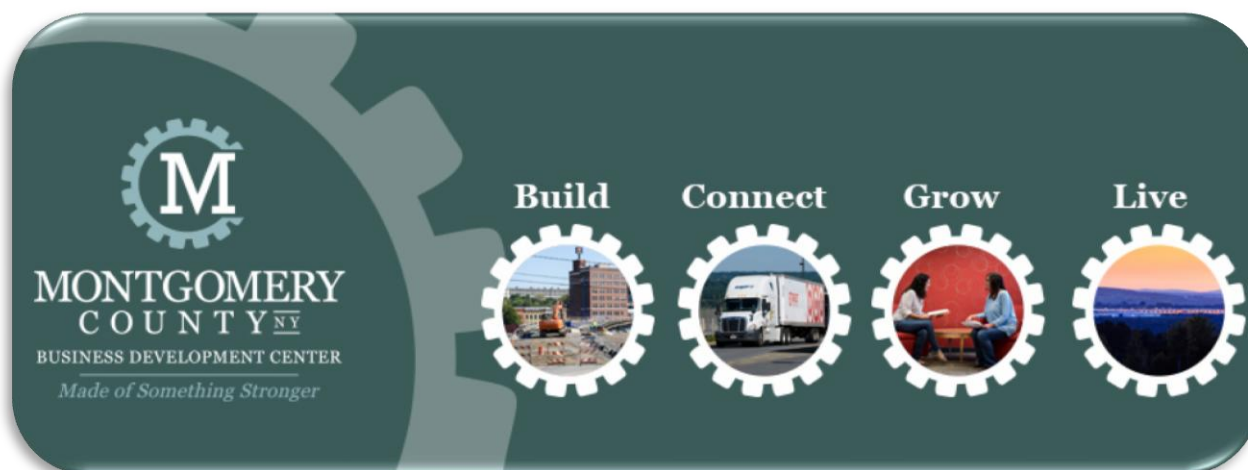 M
MONTGOMERY
COUNTY NY
BUSINESS DEVELOPMENT CENTER
Made of Something Stronger
Build
Connect
Grow
Live